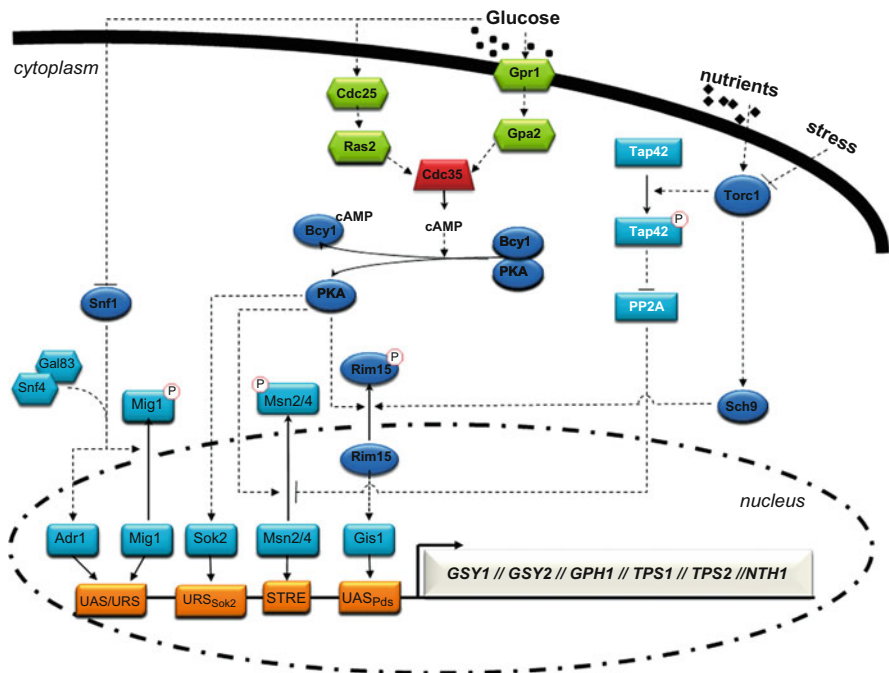 Glucose
cytoplasm
Gpr1
nutrients
Cdc25
stress
Ras2
Gpa2
Tap42
Cdc35
Torc1
cAMP
P
Bcy1
cAMP
Tap42
Bcy1
PKA
PKA
PP2A
Snf1
Gal83
Snf4
Rim15
P
P
Mig1
P
Msn2/4
Sch9
Rim15
nucleus
Adr1
Mig1
Sok2
Msn2/4
Gis1
GSY1 // GSY2 // GPH1 // TPS1 // TPS2 //NTH1
UAS/URS
URSSok2
STRE
UASPds